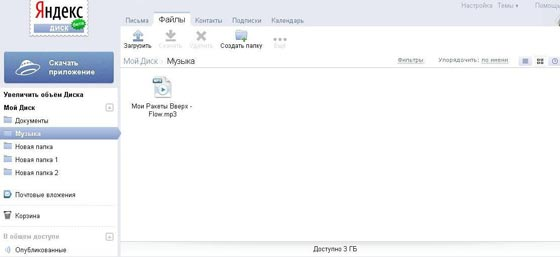 Яндекс
ДИСК
Письма Файлы Контакты Подписки Календарь
Настройка Темы Помощь
Загрузить Скачать Удалить Создать папку Ещё
Скачать
приложение
Мой Диск Музыка
Фильтры Упорядочить: по имени
Мои Ракеты Вверх -
Flow.mp3
Увеличить объем Диска
Мой Диск
Документы
Музыка
Новая папка
Новая папка 1
Новая папка 2
Почтовые вложения
Корзина
В общем доступе
Опубликованные
Доступно 3 ГБ